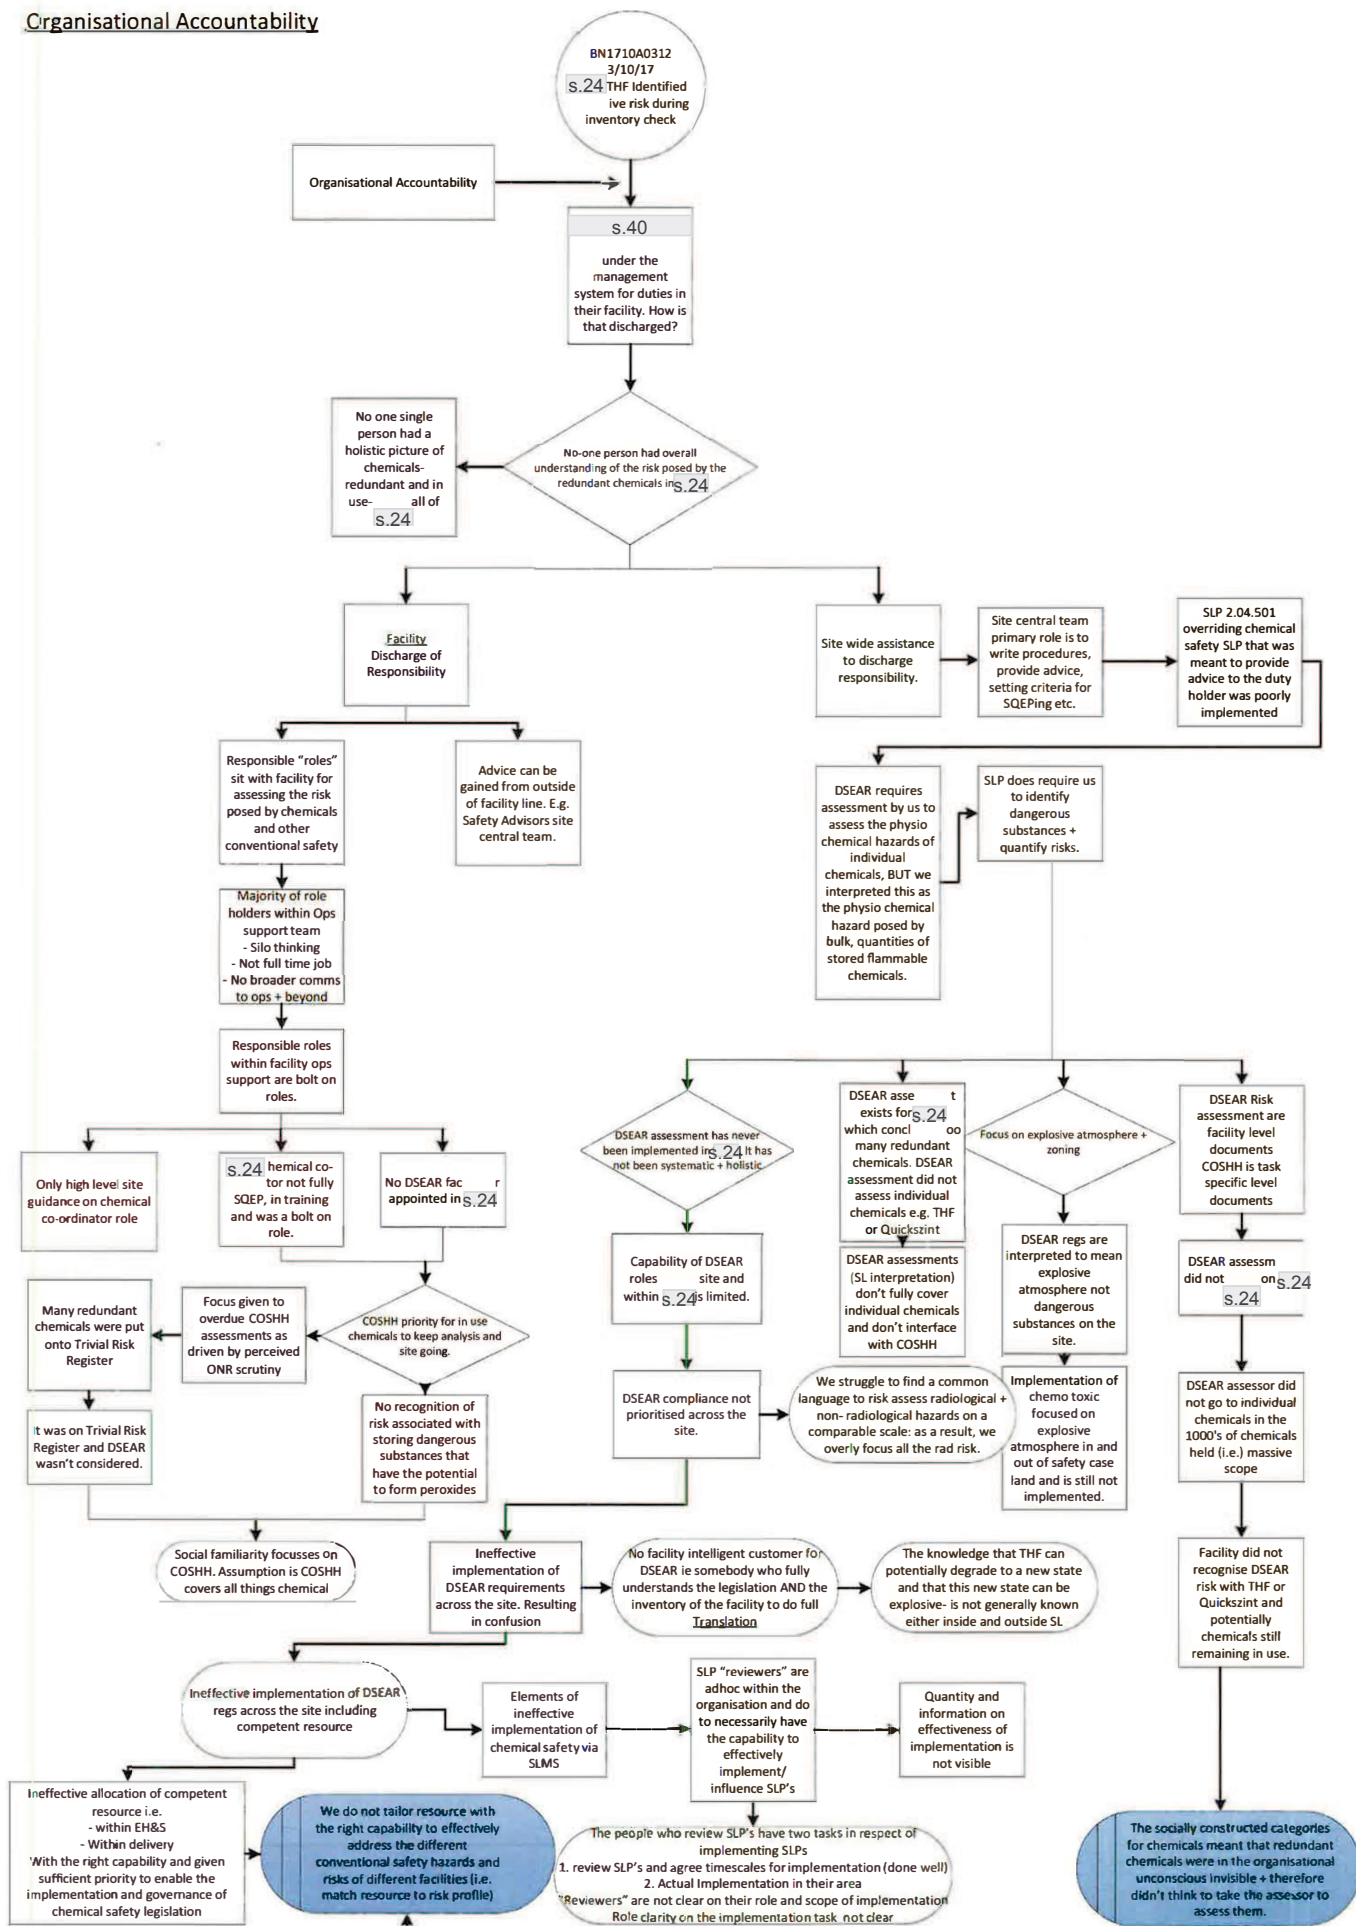 Organisational Accountability
BN1710A0312
3/10/17
s.24 THF Identified
ive risk during
inventory check
Organisational Accountability
s.40
under the
management
system for duties in
their facility. How is
that discharged?
No one single
person had a
holistic picture of
chemicals-
redundant and in
use- all of
s.24
No-one person had overall
understanding of the risk posed by the
redundant chemicals in s.24
Facility
Discharge of
Responsibility
Site wide assistance
to discharge
responsibility.
Site central team
primary role is to
write procedures,
provide advice,
setting criteria for
SQEPing etc.
SLP 2.04.501
overriding chemical
safety SLP that was
meant to provide
advice to the duty
holder was poorly
implemented
Responsible “roles”
sit with facility for
assessing the risk
posed by chemicals
and other
conventional safety
Advice can be
gained from outside
of facility line. E.g.
Safety Advisors site
central team.
DSEAR requires
assessment by us to
assess the physio
chemical hazards of
individual
chemicals, BUT we
interpreted this as
the physio chemical
hazard posed by
bulk, quantities of
stored flammable
chemicals.
SLP does require us
to identify
dangerous
substances +
quantify risks.
Majority of role
holders within Ops
support team
- Silo thinking
- Not full time job
- No broader comms
to ops + beyond
Responsible roles
within facility ops
support are bolt on
roles.
Only high level site
guidance on chemical
co-ordinator role
s.24 hemical co-
tor not fully
SQEP, in training
and was a bolt on
role.
No DSEAR fac r
appointed in s.24
DSEAR assessment has never
been implemented in s.24 It has
not been systematic + holistic
DSEAR asse t
exists for s.24
which concl oo
many redundant
chemicals. DSEAR
assessment did not
assess individual
chemicals e.g. THF
or Quickszint
Focus on explosive atmosphere +
zoning
DSEAR Risk
assessment are
facility level
documents
COSHH is task
specific level
documents
Many redundant
chemicals were put
onto Trivial Risk
Register
Focus given to
overdue COSHH
assessments as
driven by perceived
ONR scrutiny
COSHH priority for in use
chemicals to keep analysis and
site going.
Capability of DSEAR
roles site and
within s.24 is limited.
DSEAR assessments
(SL interpretation)
don’t fully cover
individual chemicals
and don’t interface
with COSHH
DSEAR regs are
interpreted to mean
explosive
atmosphere not
dangerous
substances on the
site.
DSEAR assessm
did not on s.24
s.24
It was on Trivial Risk
Register and DSEAR
wasn’t considered.
No recognition of
risk associated with
storing dangerous
substances that
have the potential
to form peroxides
DSEAR compliance not
prioritised across the
site.
We struggle to find a common
language to risk assess radiological +
non- radiological hazards on a
comparable scale: as a result, we
overly focus all the rad risk.
Implementation of
chemo toxic
focused on
explosive
atmosphere in and
out of safety case
land and is still not
implemented.
DSEAR assessor did
not go to individual
chemicals in the
1000's of chemicals
held (i.e.) massive
scope
Social familiarity focusses on
COSHH. Assumption is COSHH
covers all things chemical
Ineffective
implementation of
DSEAR requirements
across the site. Resulting
in confusion
No facility intelligent customer for
DSEAR ie somebody who fully
understands the legislation AND the
inventory of the facility to do full
Translation
The knowledge that THF can
potentially degrade to a new state
and that this new state can be
explosive- is not generally known
either inside and outside SL
Facility did not
recognise DSEAR
risk with THF or
Quickszint and
potentially
chemicals still
remaining in use.
Ineffective implementation of DSEAR
regs across the site including
competent resource
Elements of
ineffective
implementation of
chemical safety via
SLMS
SLP “reviewers” are
adhoc within the
organisation and do
to necessarily have
the capability to
effectively
implement/
influence SLP’s
Quantity and
information on
effectiveness of
implementation is
not visible
Ineffective allocation of competent
resource i.e.
- within EH&S
- Within delivery
With the right capability and given
sufficient priority to enable the
implementation and governance of
chemical safety legislation
We do not tailor resource with
the right capability to effectively
address the different
conventional safety hazards and
risks of different facilities (i.e.
match resource to risk profile)
The people who review SLP’s have two tasks in respect of
implementing SLPs
1. review SLP’s and agree timescales for implementation (done well)
2. Actual Implementation in their area
“Reviewers” are not clear on their role and scope of implementation
Role clarity on the implementation task not clear
The socially constructed categories
for chemicals meant that redundant
chemicals were in the organisational
unconscious invisible + therefore
didn’t think to take the assessor to
assess them.